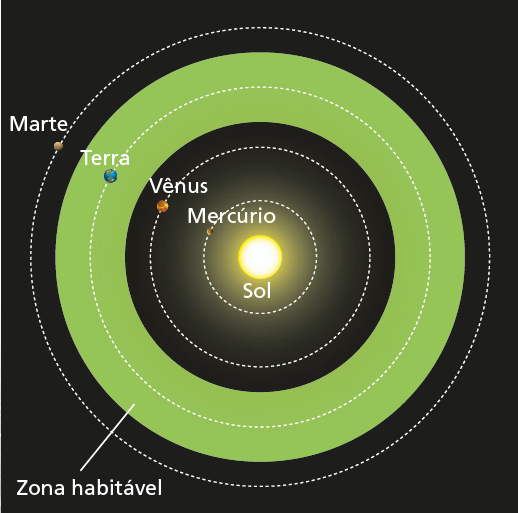 Marte
Terra
Vênus
Mercúrio
Sol
Zona habitável